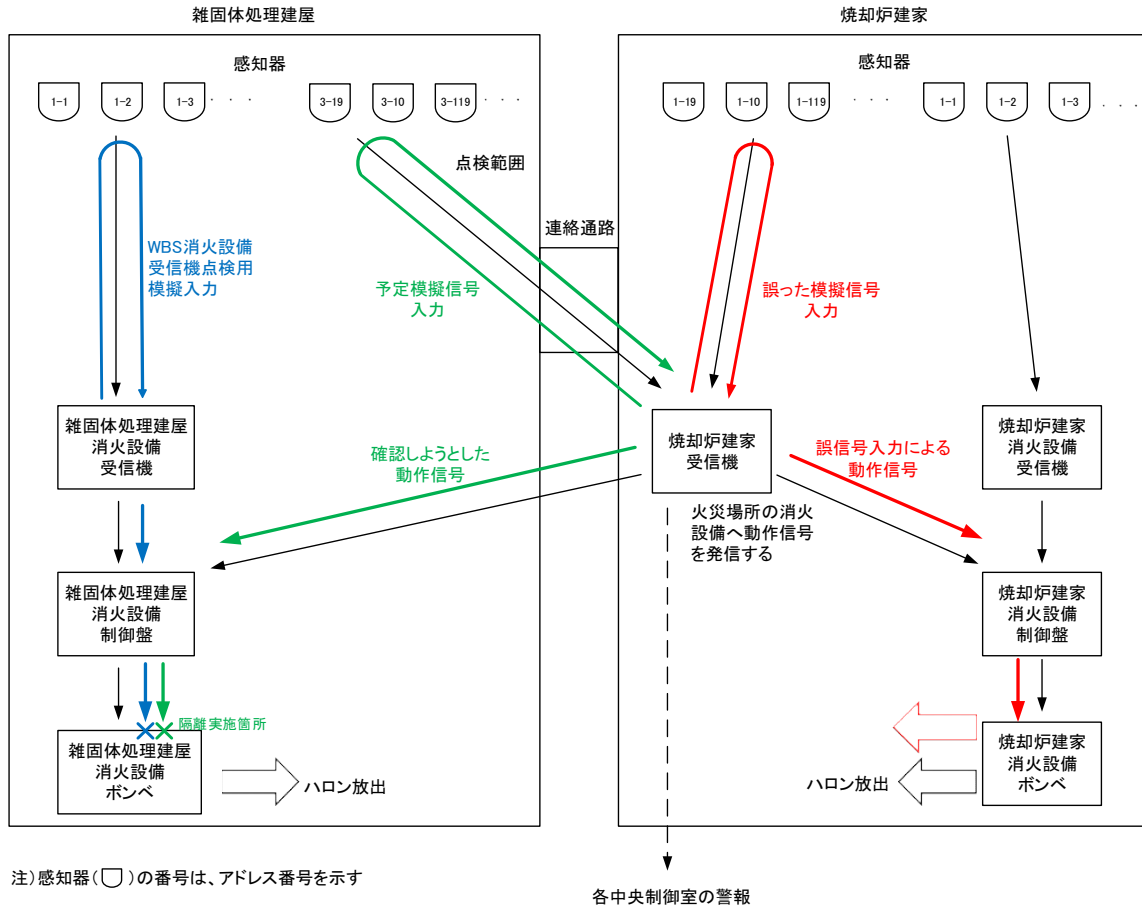 雑固体処理建屋
焼却炉建家
感知器
感知器
1-1
1-2
1-3
・・・
3-19
3-10
3-119
・・・
1-19
1-10
1-119
・・・
1-1
1-2
1-3
・・・
点検範囲
連絡通路
WBS消火設備
受信機点検用
模擬入力
予定模擬信号
入力
誤った模擬信号
入力
雑固体処理建屋
消火設備
受信機
確認しようとした
動作信号
焼却炉建家
受信機
誤信号入力による
動作信号
焼却炉建家
消火設備
受信機
火災場所の消火
設備へ動作信号
を発信する
雑固体処理建屋
消火設備
制御盤
焼却炉建家
消火設備
制御盤
隔離実施箇所
雑固体処理建屋
消火設備
ボンベ
ハロン放出
ハロン放出
焼却炉建家
消火設備
ボンベ
注)感知器( )の番号は、アドレス番号を示す
各中央制御室の警報